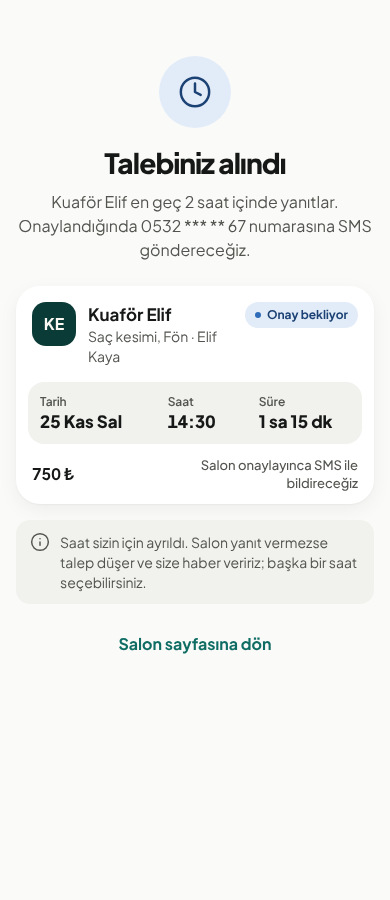 Talebiniz alındı
Kuaför Elif en geç 2 saat içinde yanıtlar.
Onaylandığında 0532 *** ** 67 numarasına SMS
göndereceğiz.
KE
Kuaför Elif
Onay bekliyor
Saç kesimi, Fön · Elif
Kaya
Tarih
Saat
Süre
25 Kas Sal
14:30
1 sa 15 dk
750 ₺
Salon onaylayınca SMS ile
bildireceğiz
Saat sizin için ayrıldı. Salon yanıt vermezse
talep düşer ve size haber veririz; başka bir saat
seçebilirsiniz.
Salon sayfasına dön